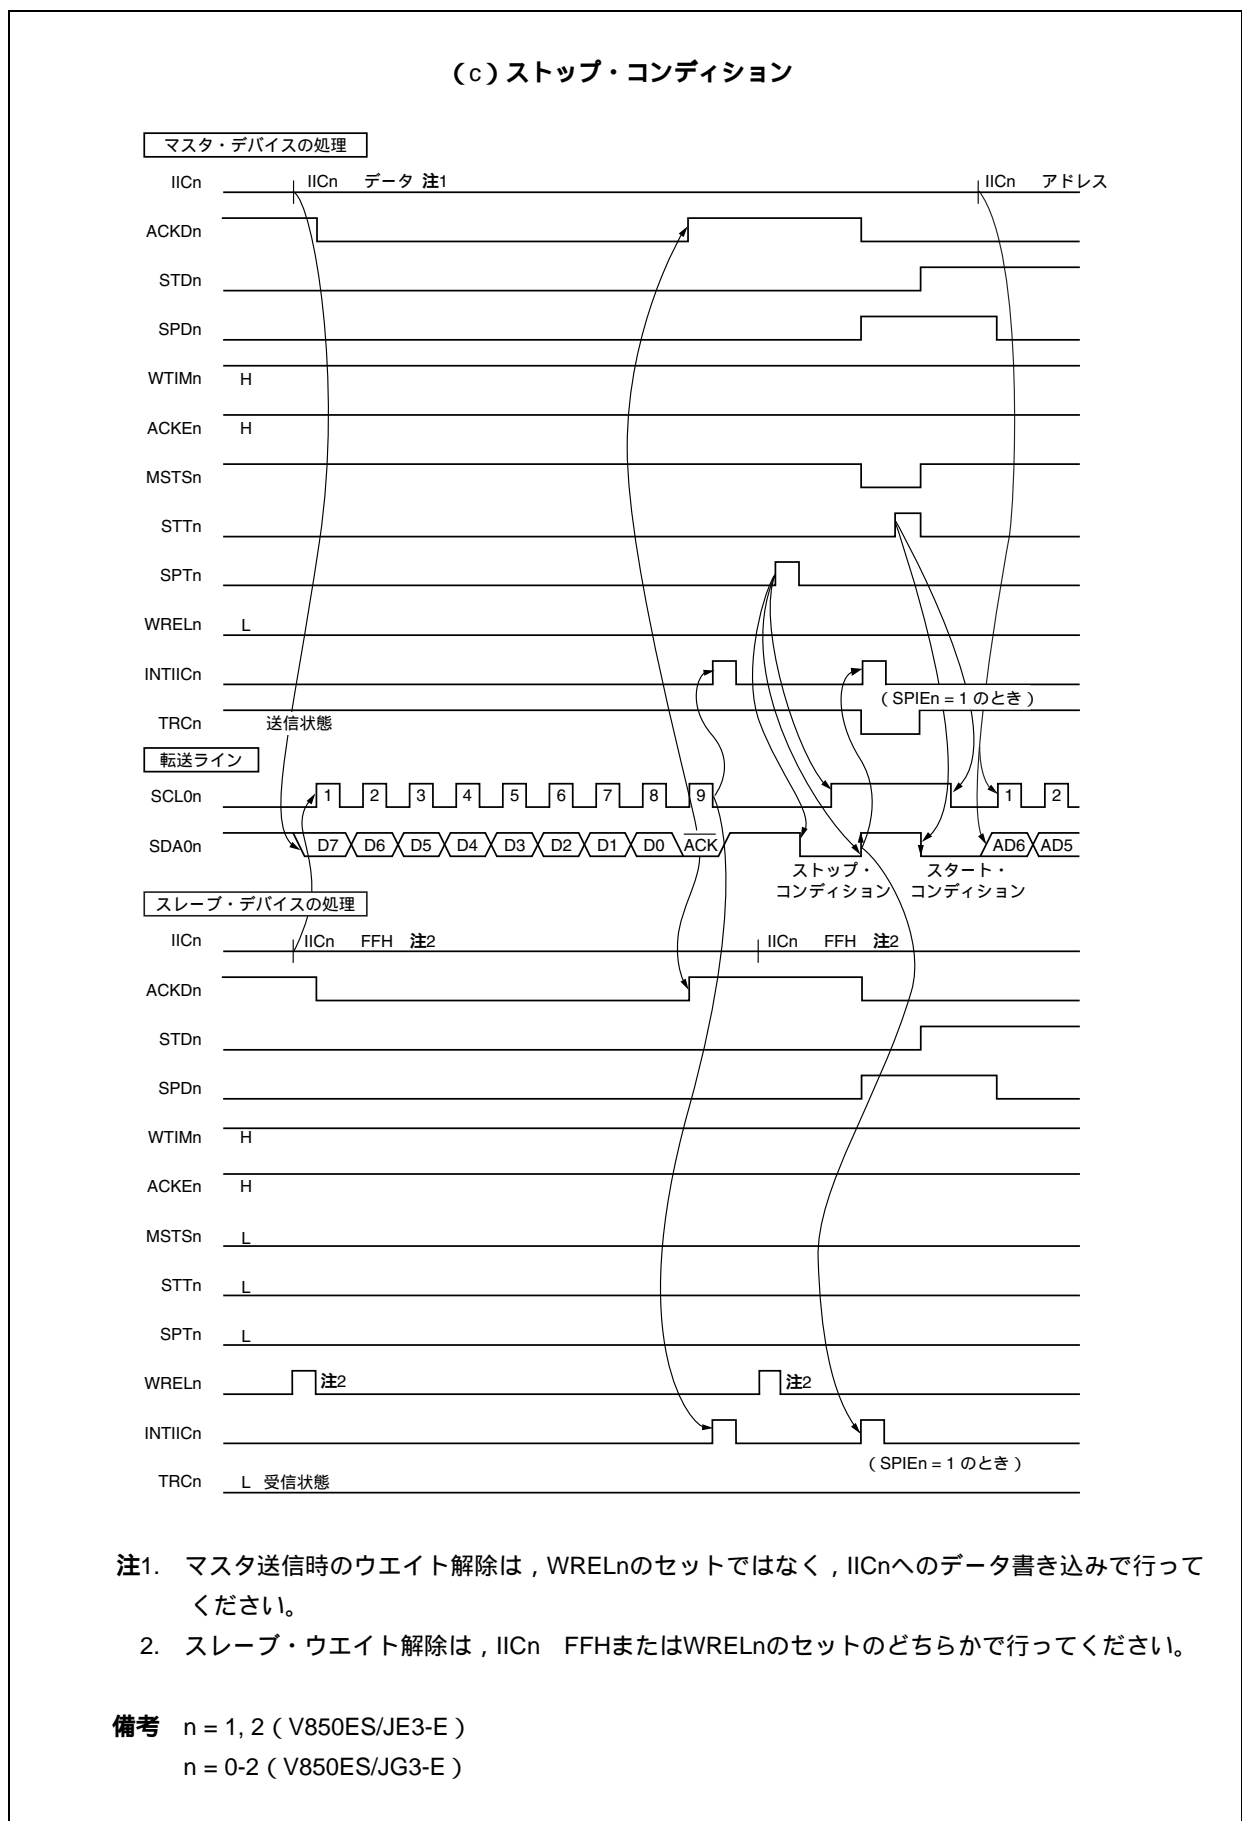 （c）ストップ・コンディション
マスタ・デバイスの処理
IICn IICn データ 注1 IICn アドレス
ACKDn
STDn
SPDn
WTIMn H
ACKEn H
MSTSn
STTn
SPTn
WRELn L
INTIICn
（SPIEn = 1 のとき）
TRCn 送信状態
転送ライン
SCL0n 1 2 3 4 5 6 7 8 9 1 2
SDA0n D7 D6 D5 D4 D3 D2 D1 D0 ACK AD6 AD5
ストップ・ スタート・
コンディション コンディション
スレーブ・デバイスの処理
IICn IICn FFH 注2 IICn FFH 注2
ACKDn
STDn
SPDn
WTIMn H
ACKEn H
MSTSn L
STTn L
SPTn L
WRELn 注2 注2
INTIICn
（SPIEn = 1 のとき）
TRCn L 受信状態
注1. マスタ送信時のウエイト解除は，WRELnのセットではなく，IICnへのデータ書き込みで行って
ください。
2. スレーブ・ウエイト解除は，IICn FFHまたはWRELnのセットのどちらかで行ってください。
備考 n = 1, 2（V850ES/JE3-E）
n = 0-2（V850ES/JG3-E）